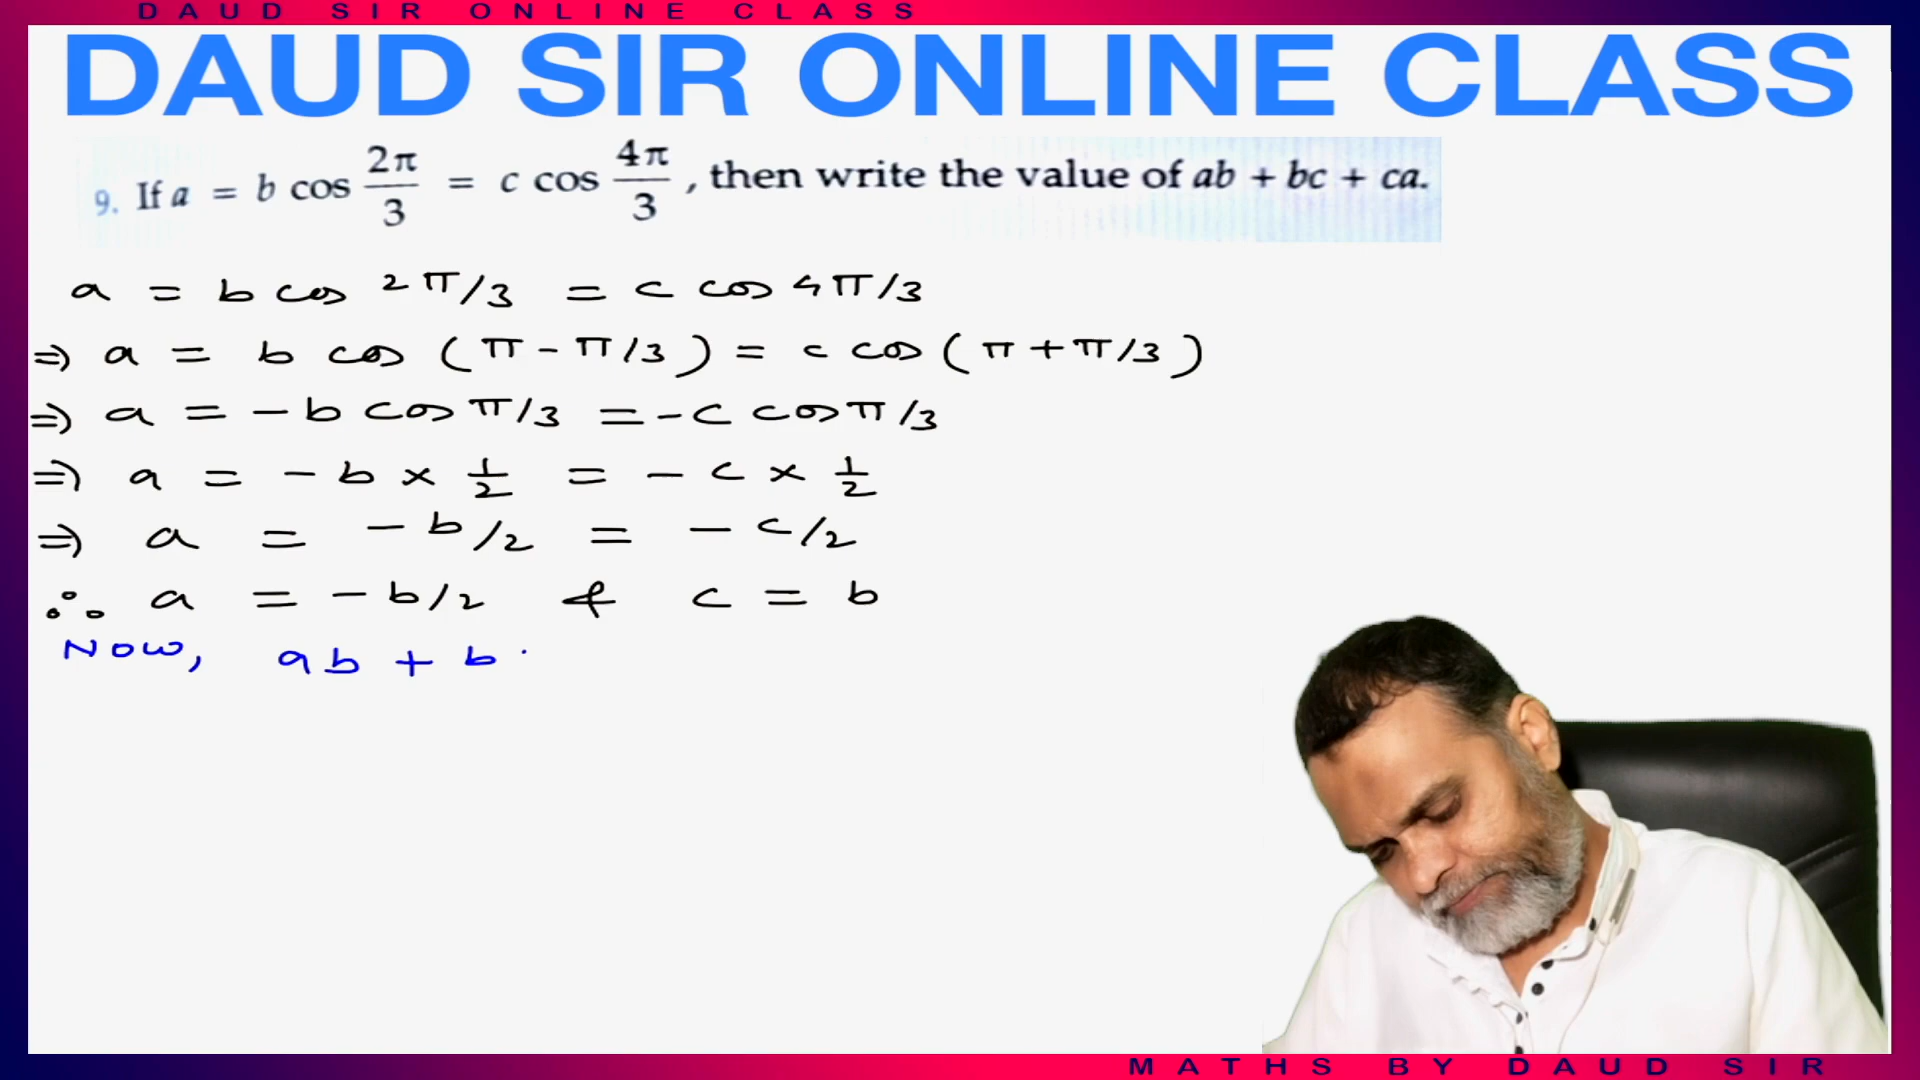 DAUD SIR ONLINE CLASS
DAUD SIR ONLINE CLASS
9. If a = b cos 2π/3 = c cos 4π/3, then write the value of ab + bc + ca.
a = b cos 2π/3 = c cos 4π/3
⇒ a = b cos (π - π/3) = c cos (π + π/3)
⇒ a = - b cos π/3 = - c cos π/3
⇒ a = - b × 1/2 = - c × 1/2
⇒ a = - b/2 = - c/2
∴ a = - b/2 & c = b
Now, ab + b
MATHS BY DAUD SIR